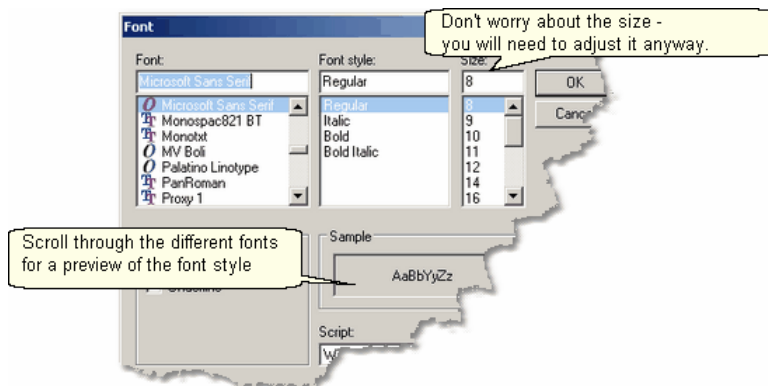 Font
Don't worry about the size -
you will need to adjust it anyway.
Font:
Font style:
Size:
Microsoft Sans Serif
Regular
8
OK
Microsoft Sans Serif
Monospac821 BT
Monotxt
MV Boli
Palatino Linotype
PanRoman
Proxy 1
Regular
Italic
Bold
Bold Italic
8
9
10
11
12
14
16
Scroll through the different fonts
for a preview of the font style
Sample
AaBbYyZz
Script: